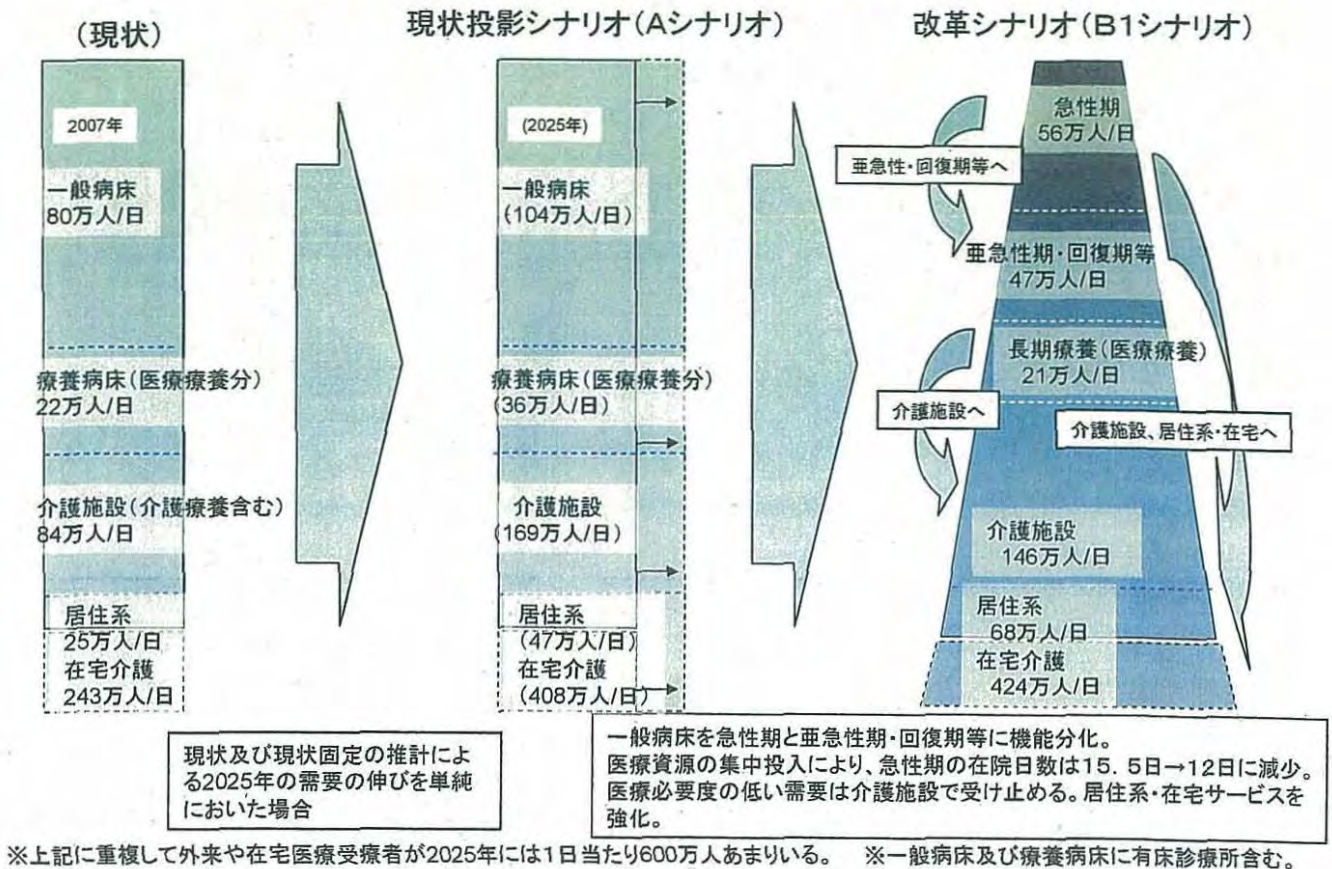 (現状)
現状投影シナリオ(Aシナリオ)
改革シナリオ(B1シナリオ)
2007年
一般病床
80万人/日
療養病床(医療療養分)
22万人/日
介護施設(介護療養含む)
84万人/日
居住系
25万人/日
在宅介護
243万人/日
(2025年)
一般病床
(104万人/日)
療養病床(医療療養分)
(36万人/日)
介護施設
(169万人/日)
居住系
(47万人/日)
在宅介護
(408万人/日)
急性期
56万人/日
亜急性・回復期等へ
亜急性期・回復期等
47万人/日
長期療養(医療療養)
21万人/日
介護施設へ
介護施設、居住系・在宅へ
介護施設
146万人/日
居住系
68万人/日
在宅介護
424万人/日
現状及び現状固定の推計によ
る2025年の需要の伸びを単純
においた場合
一般病床を急性期と亜急性期・回復期等に機能分化。
医療資源の集中投入により、急性期の在院日数は15.5日→12日に減少。
医療必要度の低い需要は介護施設で受け止める。居住系・在宅サービスを
強化。
※上記に重複して外来や在宅医療受療者が2025年には1日当たり600万人あまりいる。 ※一般病床及び療養病床に有床診療所含む。